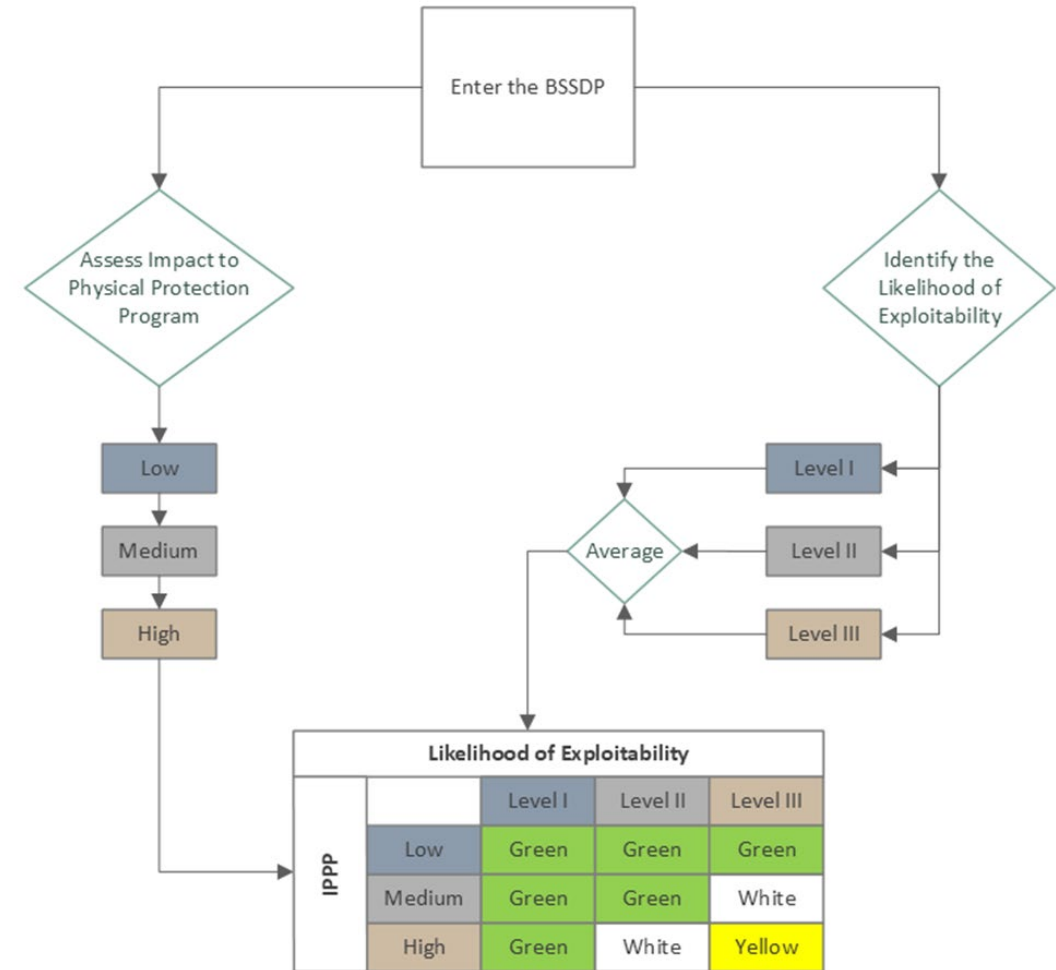 Enter the BSSDP
Assess Impact to
Physical Protection
Program
Identify the
Likelihood of
Exploitability
Low
Medium
High
Level I
Level II
Level III
Average
Likelihood of Exploitability
IPPP
Level I Level II Level III
Low Green Green Green
Medium Green Green White
High Green White Yellow